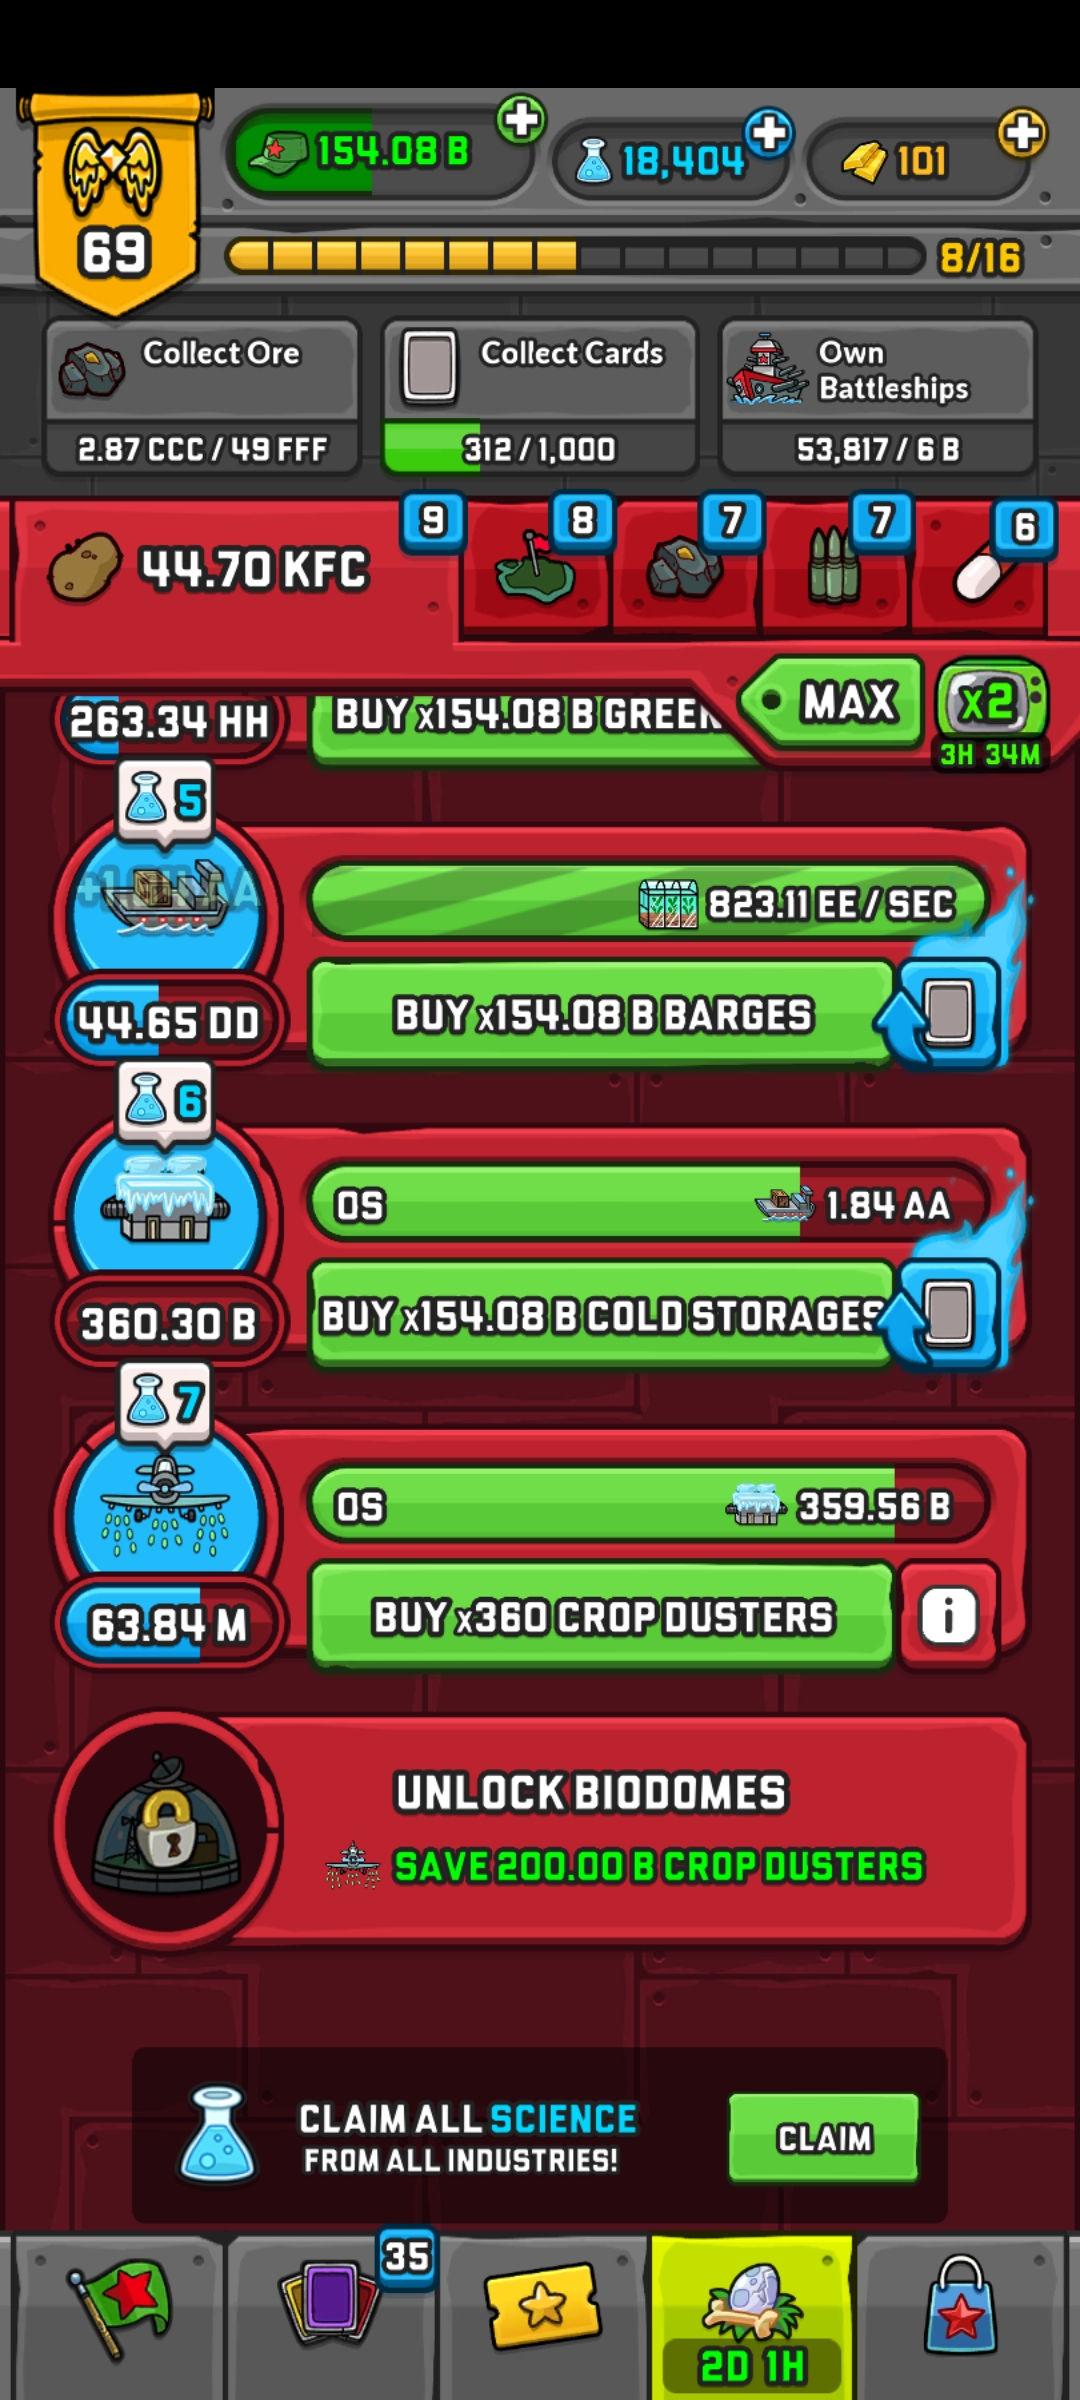 154.08 B
18,404
101
69
8/16
Collect Ore
2.87 CCC / 49 FFF
Collect Cards
312 / 1,000
Own
Battleships
53,817 / 6 B
44.70 KFC
9
8
7
7
6
MAX
x2
3H 34M
263.34 HH
BUY x154.08 B GREEN
5
823.11 EE / SEC
44.65 DD
BUY x154.08 B BARGES
6
0S
1.84 AA
360.30 B
BUY x154.08 B COLD STORAGES
7
0S
359.56 B
63.84 M
BUY x360 CROP DUSTERS
i
UNLOCK BIODOMES
SAVE 200.00 B CROP DUSTERS
CLAIM ALL SCIENCE
FROM ALL INDUSTRIES!
CLAIM
35
2D 1H